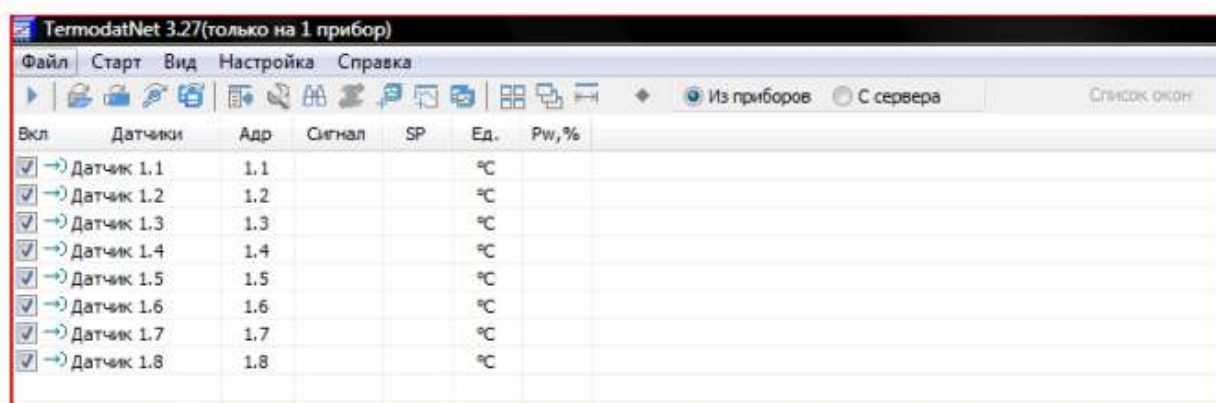 TermodatNet 3.27(только на 1 прибор)
Файл Старт Вид Настройка Справка
Из приборов С сервера Список окон
Вкл Датчики Адр Сигнал SP Ед. Pw,%
Датчик 1.1 1.1 °C
Датчик 1.2 1.2 °C
Датчик 1.3 1.3 °C
Датчик 1.4 1.4 °C
Датчик 1.5 1.5 °C
Датчик 1.6 1.6 °C
Датчик 1.7 1.7 °C
Датчик 1.8 1.8 °C